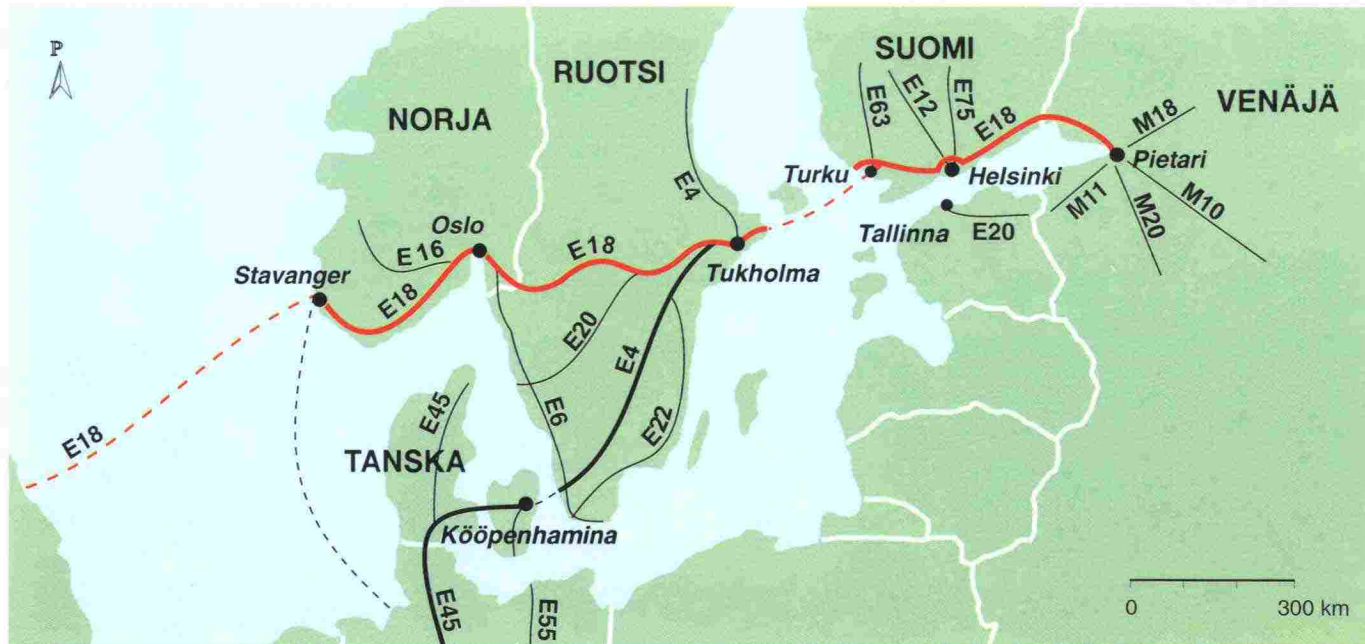 P
SUOMI
RUOTSI
VENÄJÄ
NORJA
E63
E12
E75
E18
M18
Pietari
Turku
Helsinki
M11
M20
M10
Tallinna
E20
E4
Oslo
E 16
E18
Tukholma
Stavanger
E18
E20
E4
E6
E22
E45
E18
TANSKA
Kööpenhamina
E45
E55
0
300 km